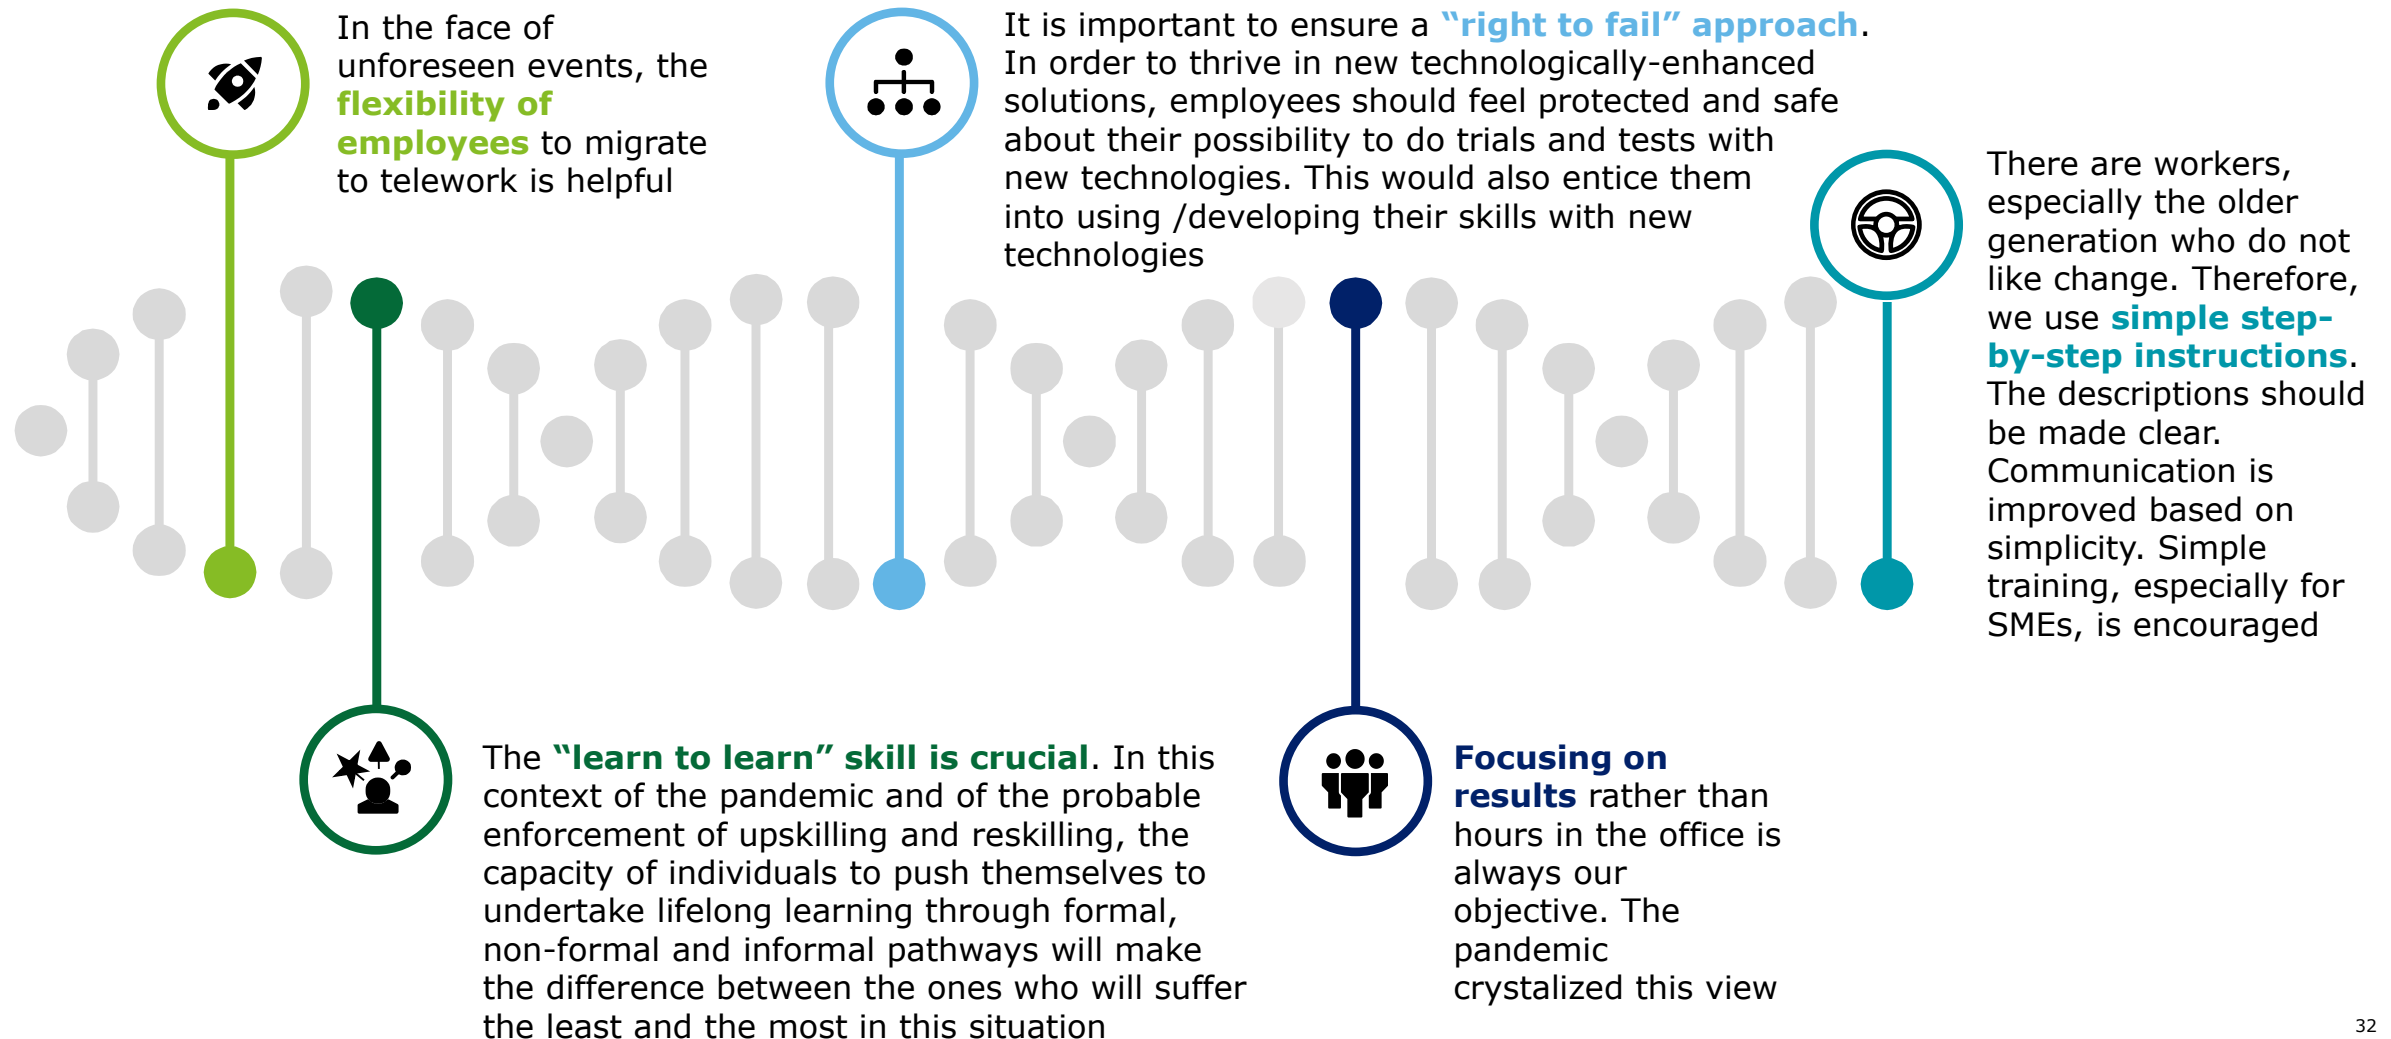 In the face of
unforeseen events, the
flexibility of
employees to migrate
to telework is helpful
It is important to ensure a “right to fail” approach.
In order to thrive in new technologically-enhanced
solutions, employees should feel protected and safe
about their possibility to do trials and tests with
new technologies. This would also entice them
into using /developing their skills with new
technologies
There are workers,
especially the older
generation who do not
like change. Therefore,
we use simple step-
by-step instructions.
The descriptions should
be made clear.
Communication is
improved based on
simplicity. Simple
training, especially for
SMEs, is encouraged
The “learn to learn” skill is crucial. In this
context of the pandemic and of the probable
enforcement of upskilling and reskilling, the
capacity of individuals to push themselves to
undertake lifelong learning through formal,
non-formal and informal pathways will make
the difference between the ones who will suffer
the least and the most in this situation
Focusing on
results rather than
hours in the office is
always our
objective. The
pandemic
crystalized this view
32